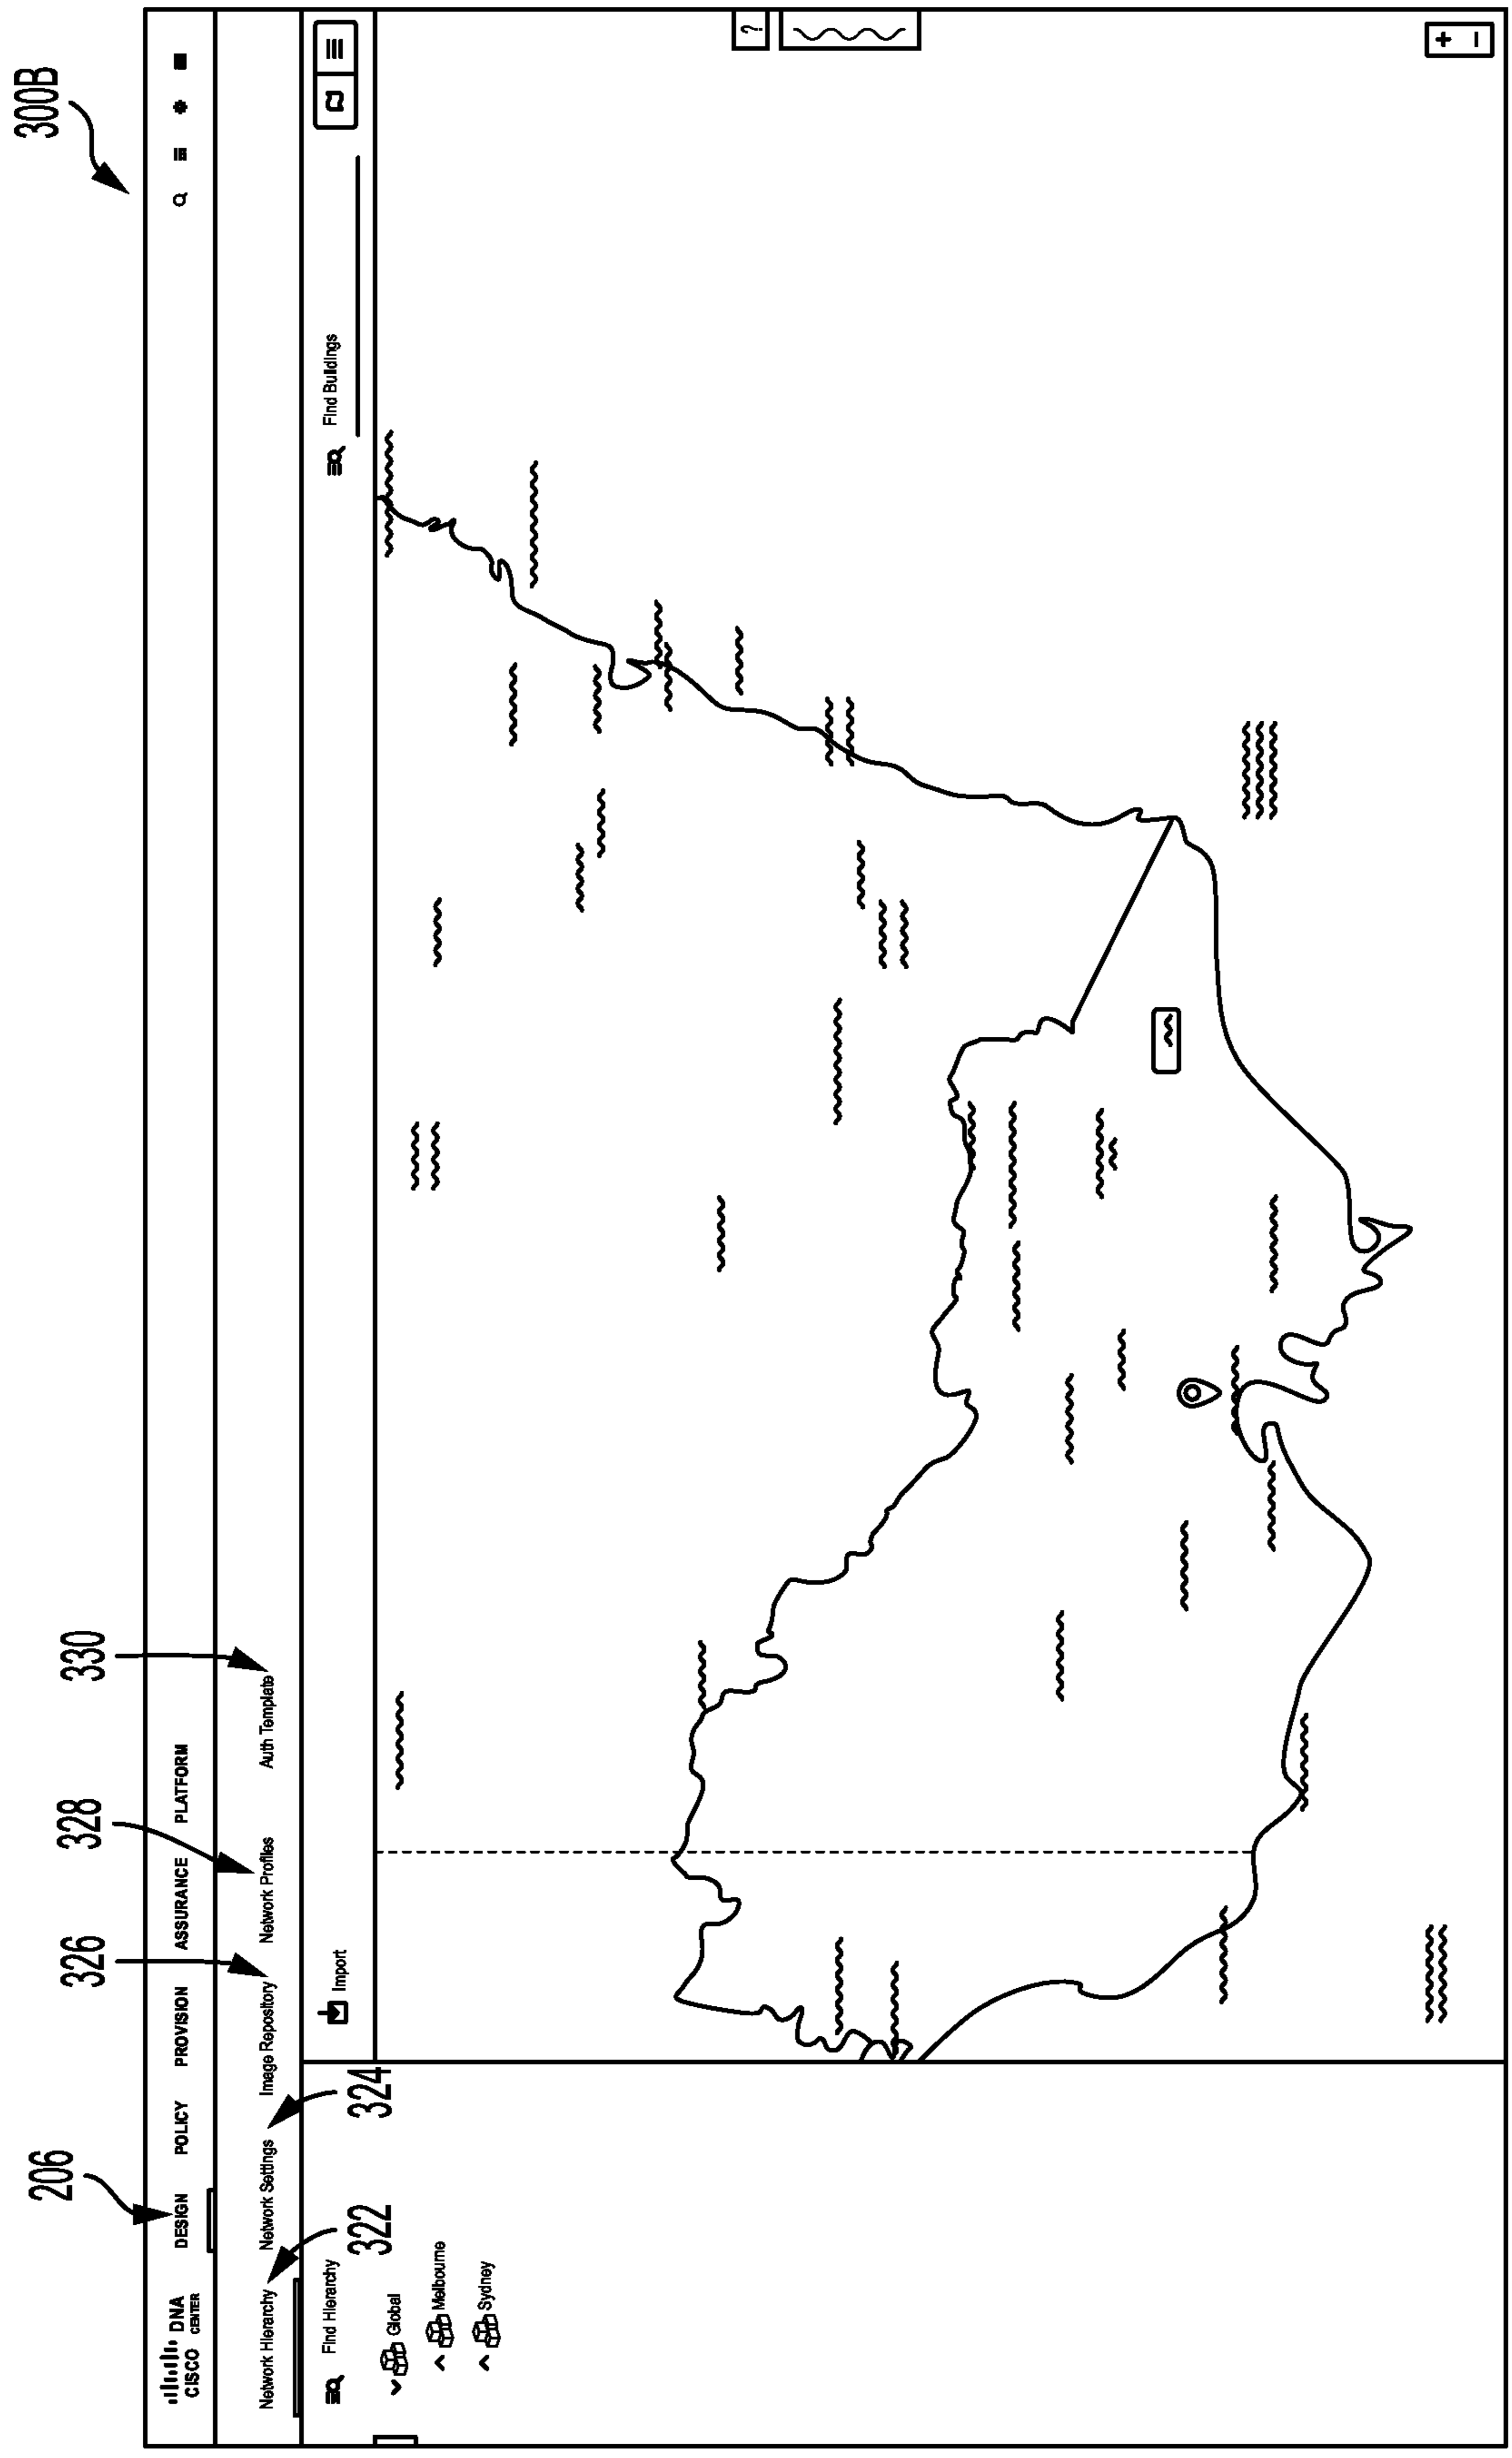 300B
206
326
328
330
CISCO DNA CENTER
DESIGN POLICY PROVISION ASSURANCE PLATFORM
Network Hierarchy Network Settings Image Repository Network Profiles Auth Template
322
324
Find Hierarchy
Import
Find Buildings
Global
Melbourne
Sydney
?
+
−